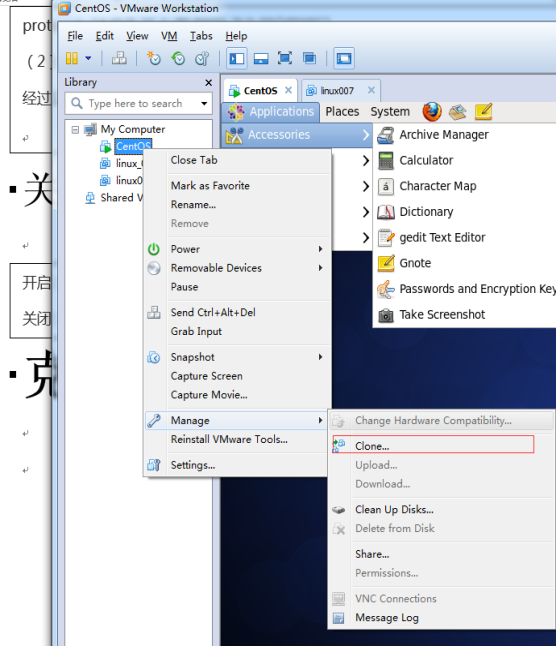 CentOS - VMware Workstation
File Edit View VM Tabs Help
prot
(2)
经过
关
开启
关闭
克
Library
Type here to search
My Computer
CentOS
linux_
linux0
Shared V
CentOS
linux007
Applications Places System
Accessories
Archive Manager
Calculator
Character Map
Dictionary
gedit Text Editor
Gnote
Passwords and Encryption Key
Take Screenshot
Close Tab
Mark as Favorite
Rename...
Remove
Power
Removable Devices
Pause
Send Ctrl+Alt+Del
Grab Input
Snapshot
Capture Screen
Capture Movie...
Manage
Reinstall VMware Tools...
Settings...
Change Hardware Compatibility...
Clone...
Upload...
Download...
Clean Up Disks...
Delete from Disk
Share...
Permissions...
VNC Connections
Message Log